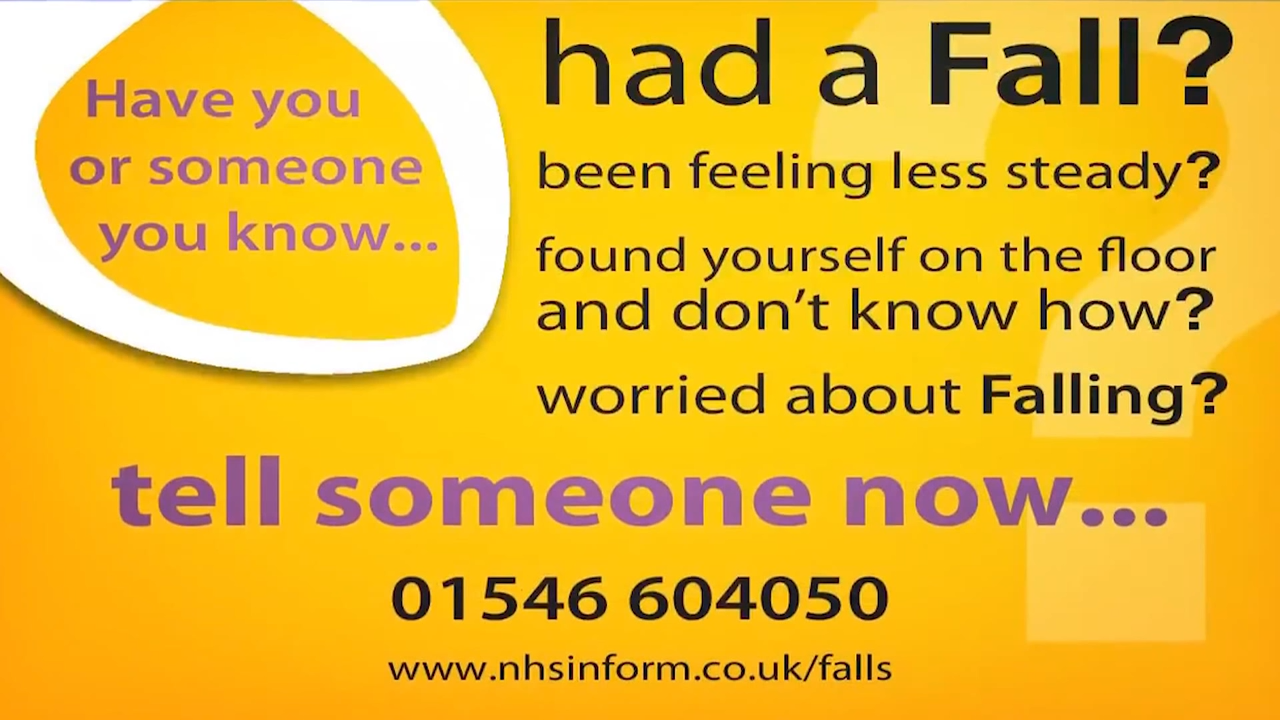 Have you
or someone
you know...
had a Fall?
been feeling less steady?
found yourself on the floor
and don't know how?
worried about Falling?
tell someone now...
01546 604050
www.nhsinform.co.uk/falls